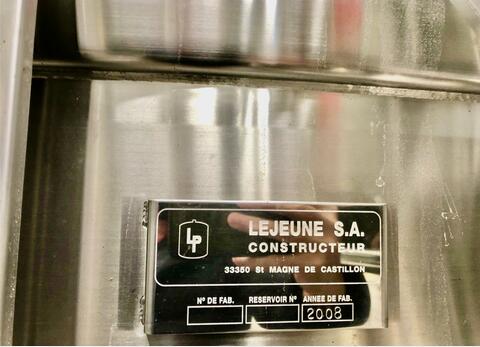 LP
LEJEUNE S.A.
CONSTRUCTEUR
33350 St MAGNE DE CASTILLON
N° DE FAB. RESERVOIR N° ANNEE DE FAB.
2008